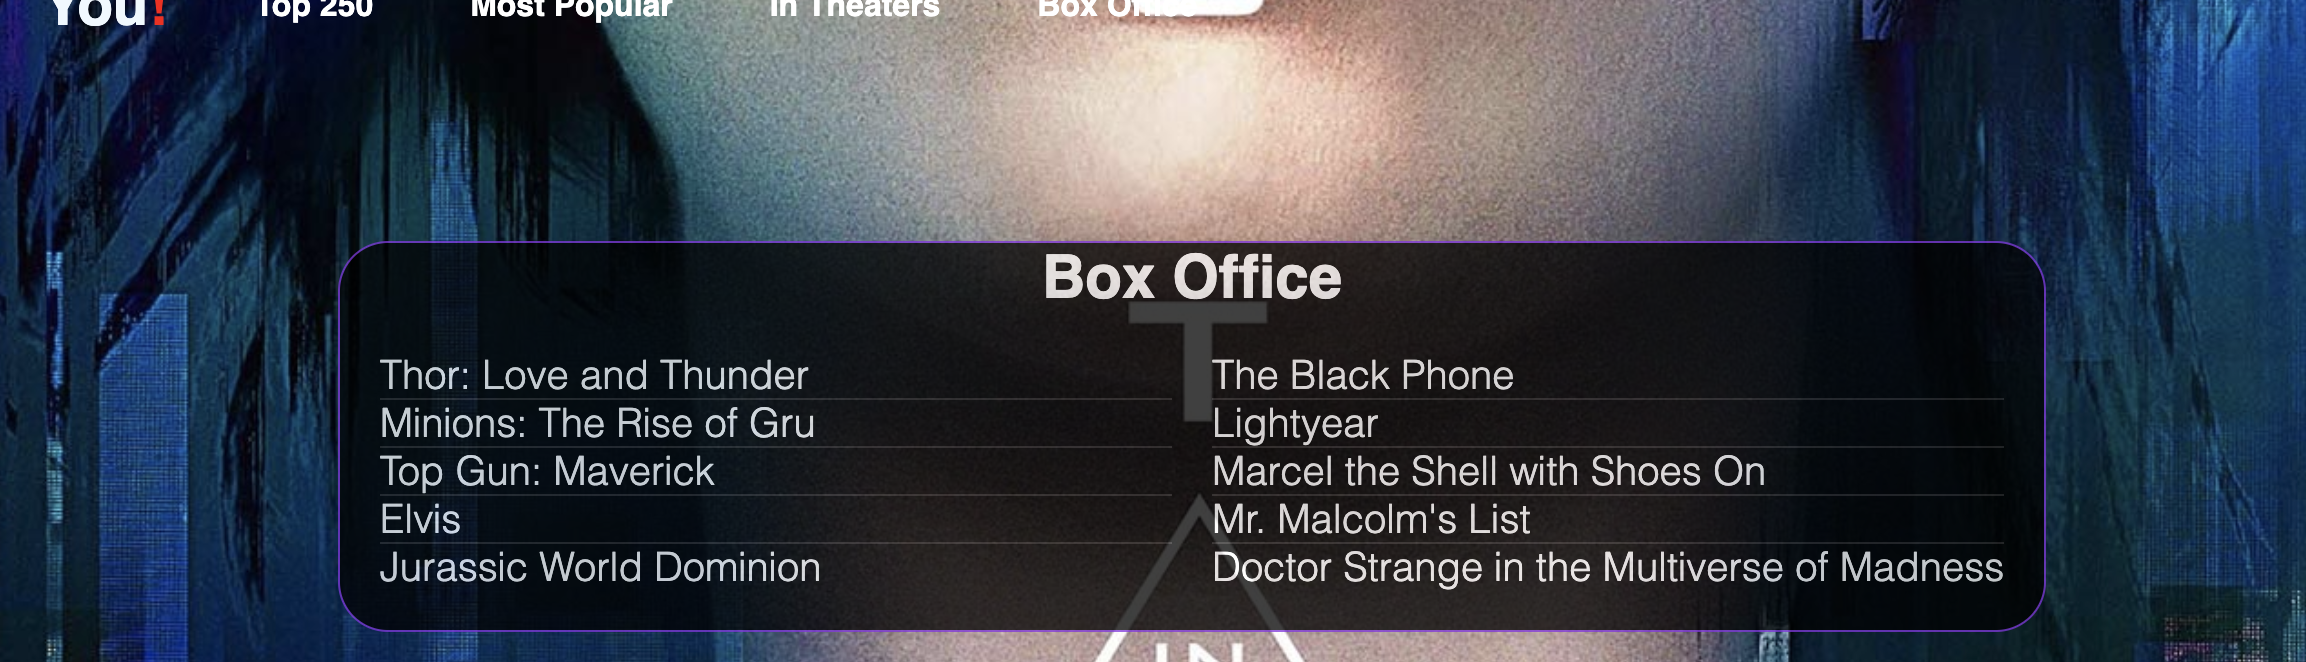 You!
Top 250
Most Popular
In Theaters
Box Office
Box Office
T
Thor: Love and Thunder
Minions: The Rise of Gru
Top Gun: Maverick
Elvis
Jurassic World Dominion
The Black Phone
Lightyear
Marcel the Shell with Shoes On
Mr. Malcolm's List
Doctor Strange in the Multiverse of Madness
IN